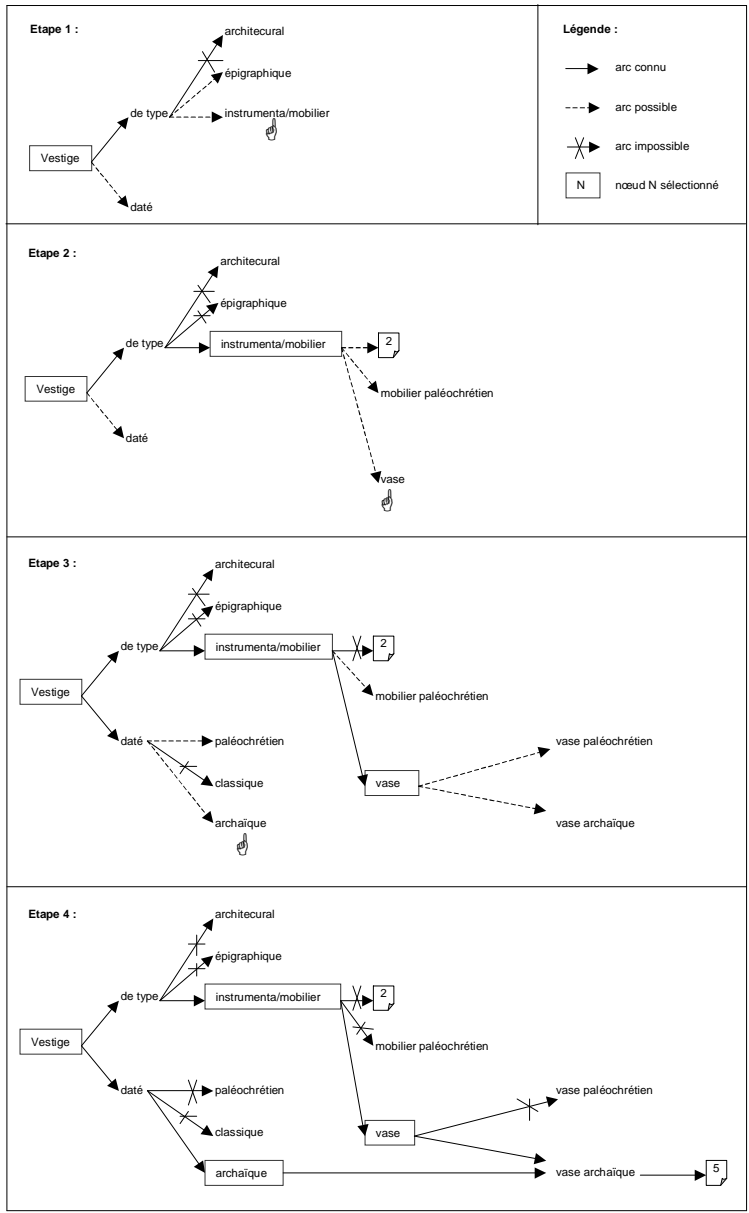 Etape 1 :
architecural
épigraphique
de type
instrumenta/mobilier
Vestige
daté
Légende :
arc connu
arc possible
arc impossible
N
nœud N sélectionné
Etape 2 :
architecural
épigraphique
de type
instrumenta/mobilier
2
Vestige
mobilier paléochrétien
daté
vase
Etape 3 :
architecural
épigraphique
de type
instrumenta/mobilier
2
Vestige
mobilier paléochrétien
daté
paléochrétien
vase paléochrétien
classique
vase
archaïque
vase archaïque
Etape 4 :
architecural
épigraphique
de type
instrumenta/mobilier
2
Vestige
mobilier paléochrétien
daté
paléochrétien
vase paléochrétien
classique
vase
archaïque
vase archaïque
5